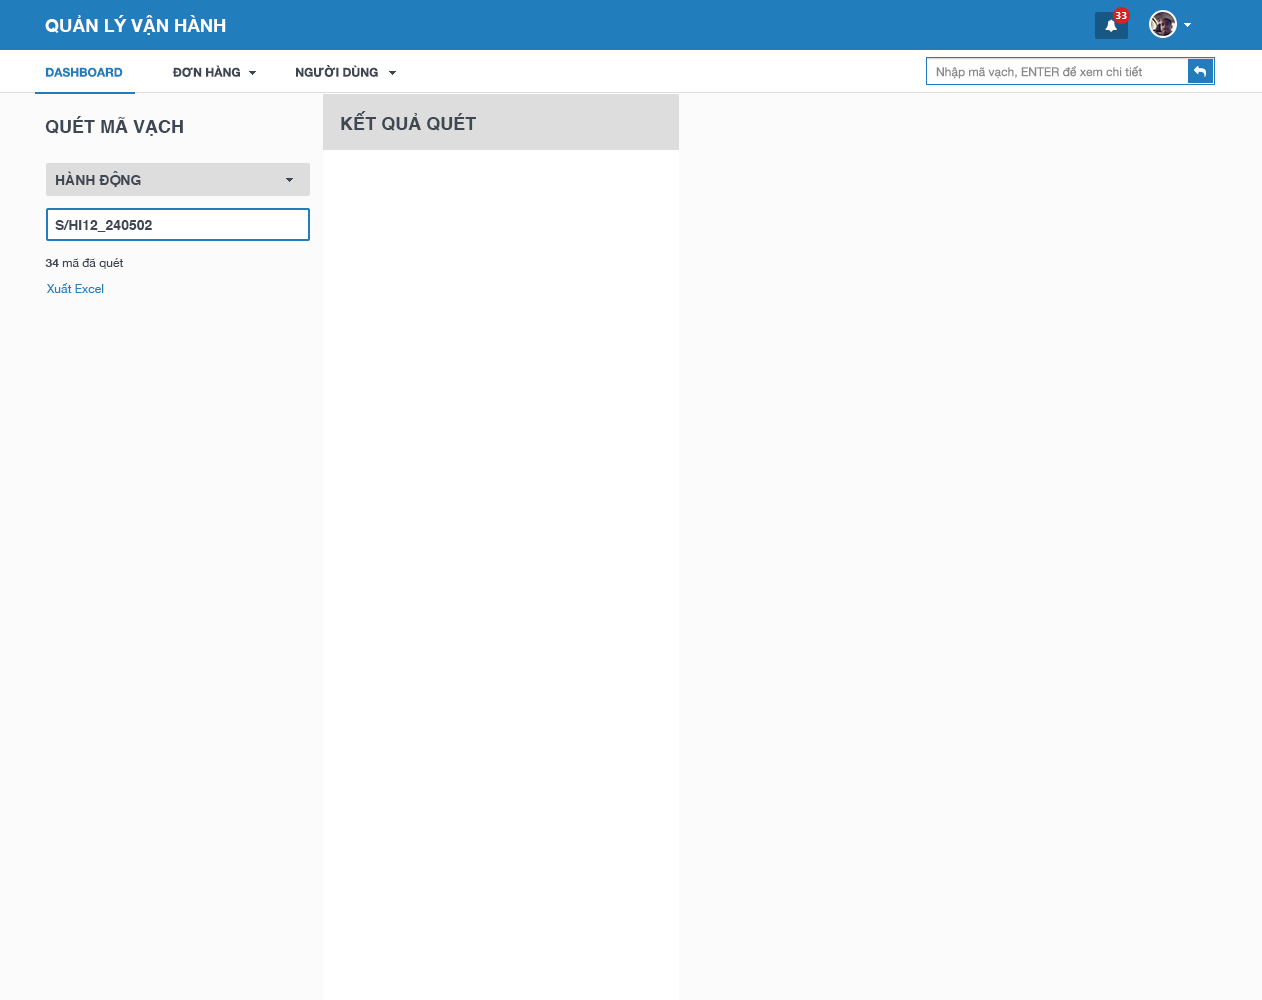 QUẢN LÝ VẬN HÀNH
33
DASHBOARD
ĐƠN HÀNG
NGƯỜI DÙNG
Nhập mã vạch, ENTER để xem chi tiết
QUÉT MÃ VẠCH
KẾT QUẢ QUÉT
HÀNH ĐỘNG
S/HI12_240502
34 mã đã quét
Xuất Excel